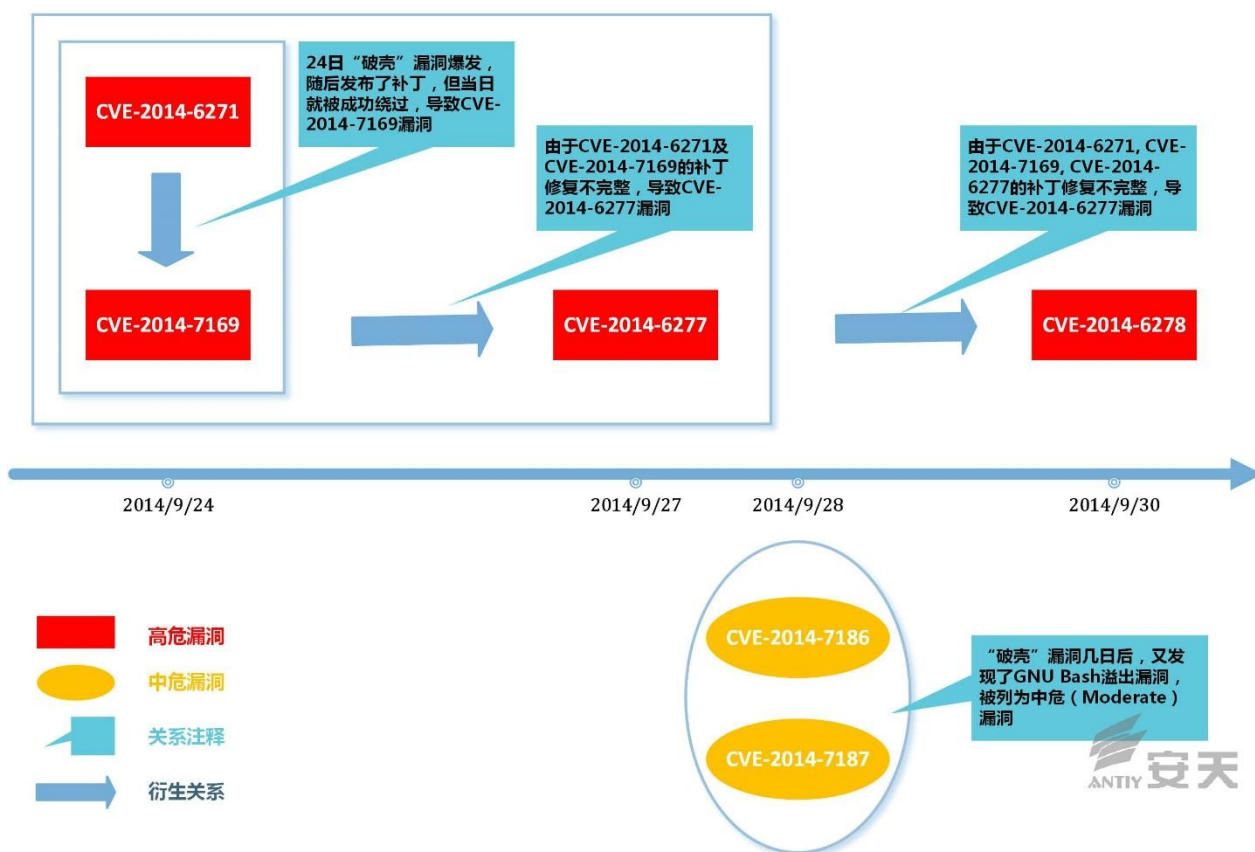 CVE-2014-6271
24日“破壳”漏洞爆发，
随后发布了补丁，但当日
就被成功绕过，导致CVE-
2014-7169漏洞
由于CVE-2014-6271及
CVE-2014-7169的补丁
修复不完整，导致CVE-
2014-6277漏洞
由于CVE-2014-6271, CVE-
2014-7169, CVE-2014-
6277的补丁修复不完整，导
致CVE-2014-6277漏洞
CVE-2014-7169
CVE-2014-6277
CVE-2014-6278
2014/9/24
2014/9/27
2014/9/28
2014/9/30
高危漏洞
中危漏洞
关系注释
衍生关系
CVE-2014-7186
CVE-2014-7187
“破壳”漏洞几日后，又发
现了GNU Bash溢出漏洞，
被列为中危（Moderate）
漏洞
ANTIY 安天